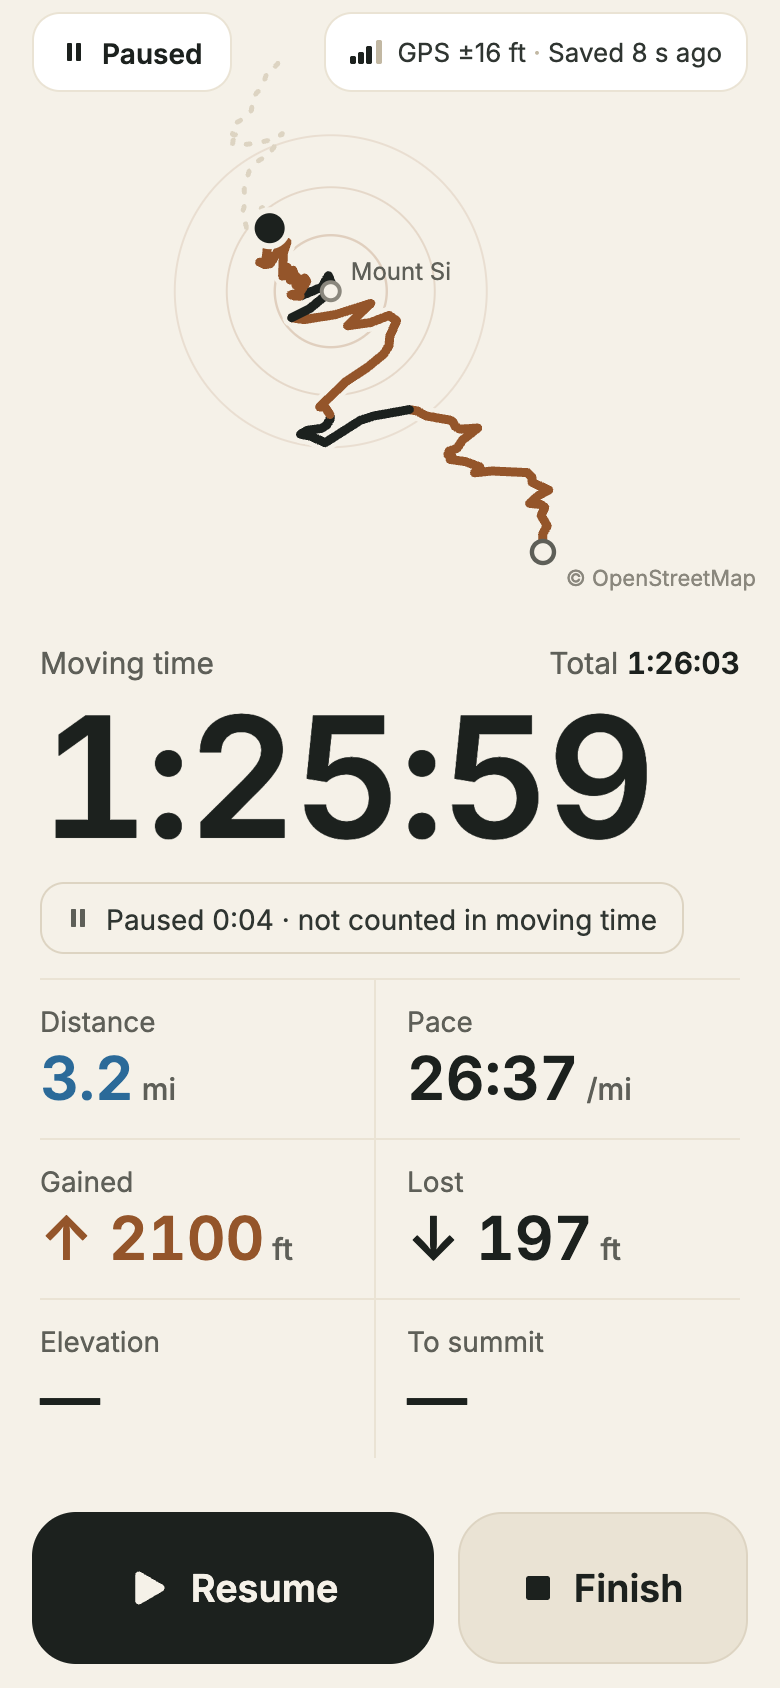 Paused
GPS ±16 ft · Saved 8 s ago
Mount Si
© OpenStreetMap
Moving time
Total 1:26:03
1:25:59
Paused 0:04 · not counted in moving time
Distance
3.2 mi
Pace
26:37 /mi
Gained
↑ 2100 ft
Lost
↓ 197 ft
Elevation
—
To summit
—
Resume
Finish